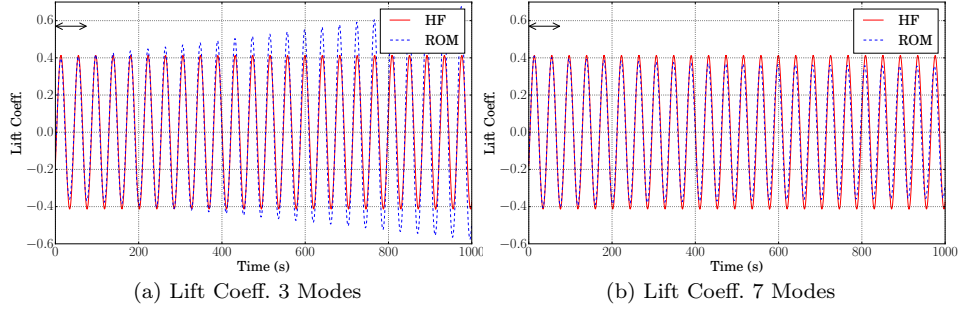 0.6
0.4
0.2
0.0
−0.2
−0.4
−0.6
Lift Coeff.
HF
ROM
0 200 400 600 800 1000
Time (s)
(a) Lift Coeff. 3 Modes
0.6
0.4
0.2
0.0
−0.2
−0.4
−0.6
Lift Coeff.
HF
ROM
0 200 400 600 800 1000
Time (s)
(b) Lift Coeff. 7 Modes